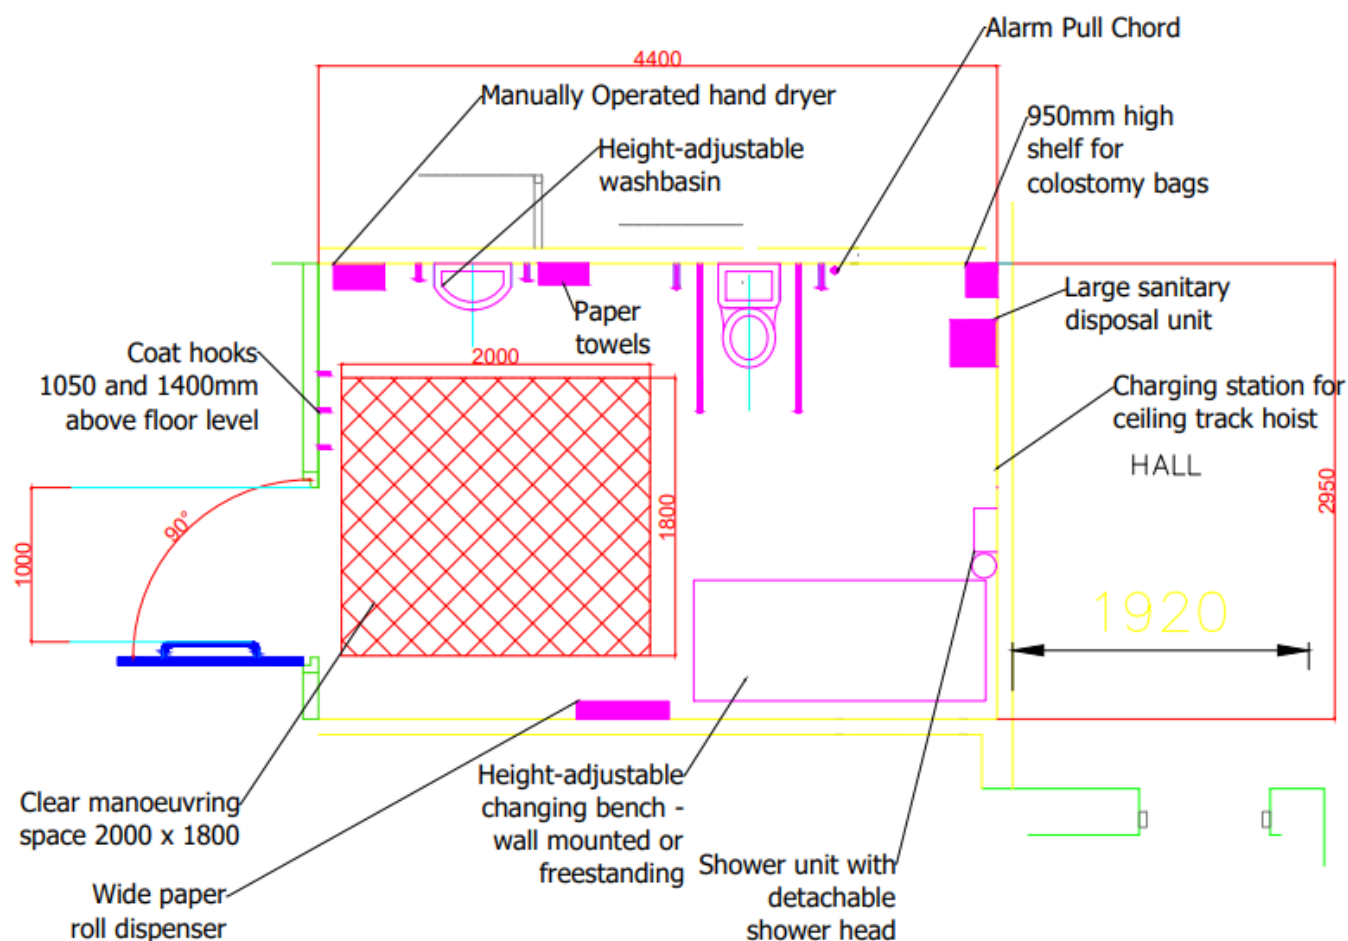 Alarm Pull Chord
4400
Manually Operated hand dryer
950mm high
shelf for
colostomy bags
Height-adjustable
washbasin
Large sanitary
disposal unit
Paper
towels
Coat hooks
1050 and 1400mm
above floor level
2000
Charging station for
ceiling track hoist
HALL
2950
1800
90°
1000
1920
Clear manoeuvring
space 2000 x 1800
Height-adjustable
changing bench -
wall mounted or
freestanding
Shower unit with
detachable
shower head
Wide paper
roll dispenser